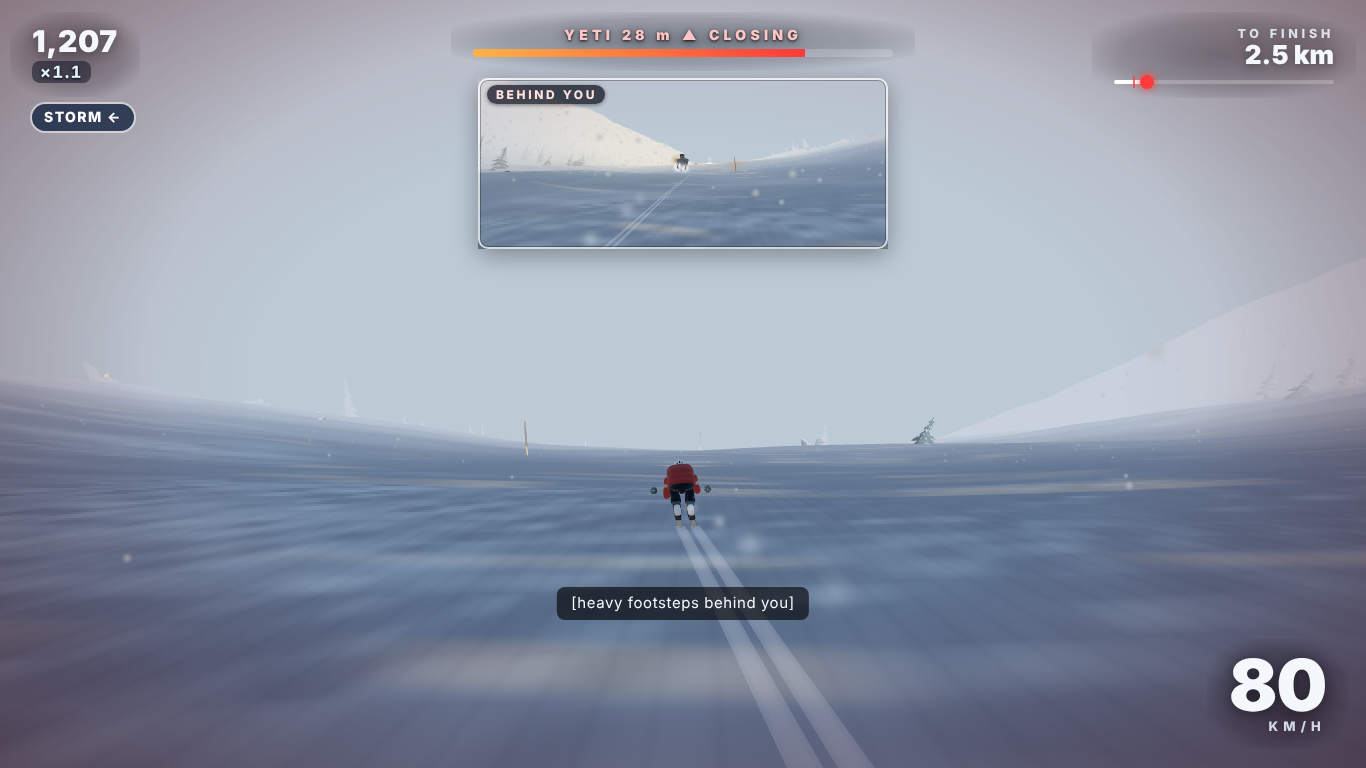 1,207
×1.1
STORM ←
YETI 28 m ▲ CLOSING
BEHIND YOU
TO FINISH
2.5 km
[heavy footsteps behind you]
80
KM/H